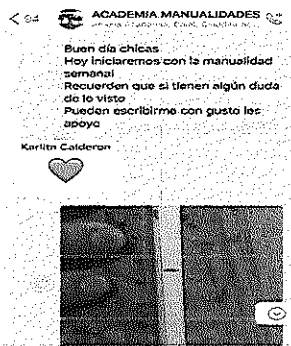 < 94
ACADEMIA MANUALIDADES
Buen día chicas
Hoy iniciaremos con la manualidad
semanal
Recuerden que si tienen algún duda
de lo visto
Pueden escribirme con gusto les
apoyo
Karlita Calderon